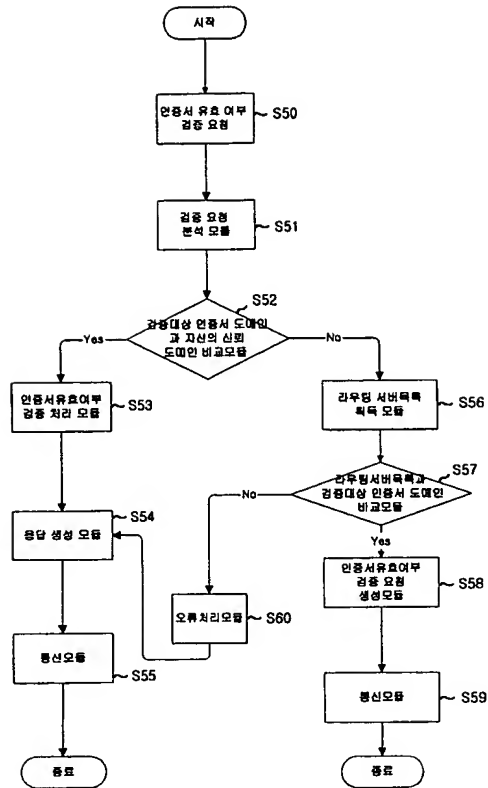 시작
인증서 유효 여부
검증 요청
S50
검증 요청
분석 모듈
S51
S52
검증대상 인증서 도메인
과 자신의 신뢰
도메인 비교모듈
Yes
No
인증서유효여부
검증 처리 모듈
S53
라우팅 서버목록
획득 모듈
S56
S57
라우팅서버목록과
검증대상 인증서 도메인
비교모듈
No
Yes
S54
응답 생성 모듈
인증서유효여부
검증 요청
생성모듈
S58
오류처리모듈
S60
통신모듈
S55
통신모듈
S59
종료
종료